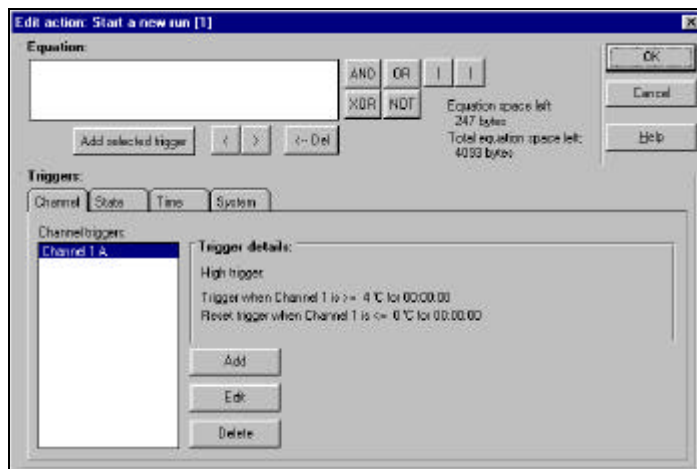 Edit action: Start a new run [1]
Equation:
OK
AND OR
Cancel
XOR NOT
Equation space left
247 bytes
Total equation space left:
4093 bytes
Add selected trigger < > <-- Del
Help
Triggers:
Channel State Time System
Channel triggers:
Channel 1 A
Trigger details:
High trigger
Trigger when Channel 1 is >= 4 °C for 00:00:00
Reset trigger when Channel 1 is <= 0 °C for 00:00:00
Add
Edit
Delete